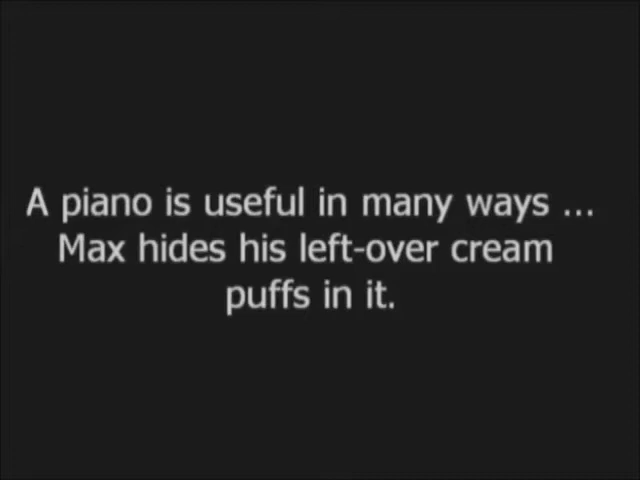 A piano is useful in many ways ...
Max hides his left-over cream
puffs in it.